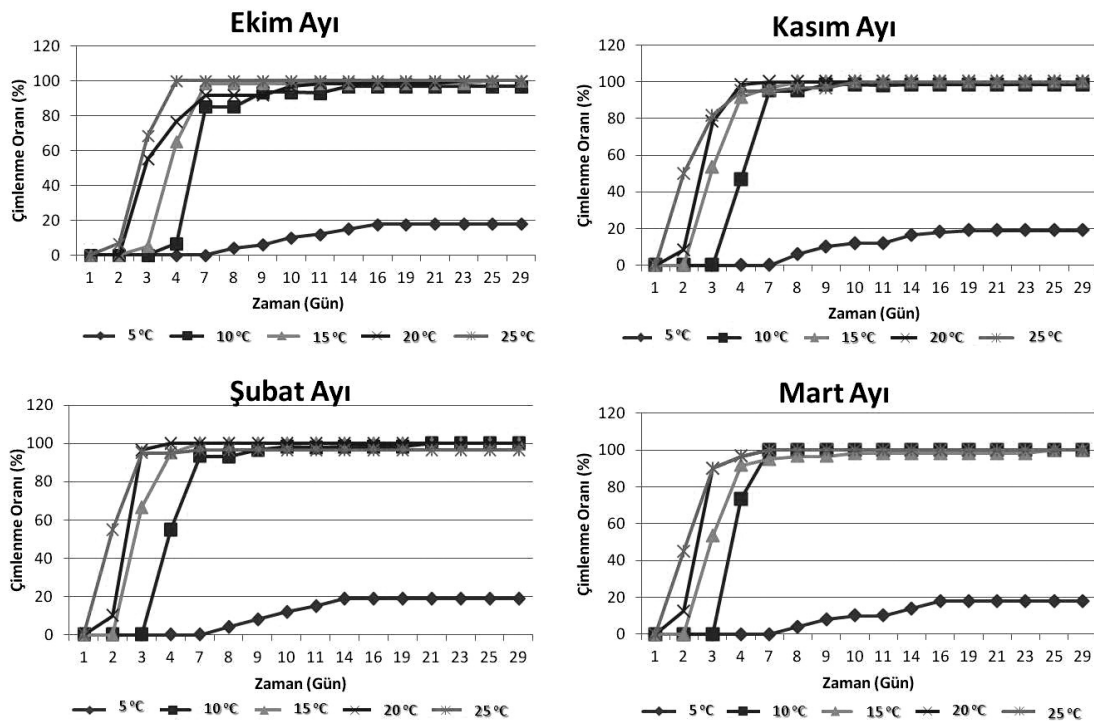 Ekim Ayı
Çimlenme Oranı (%)
120
100
80
60
40
20
0
1 2 3 4 7 8 9 10 11 14 16 19 21 23 25 29
Zaman (Gün)
5 °C 10 °C 15 °C 20 °C 25 °C
Kasım Ayı
Çimlenme Oranı (%)
120
100
80
60
40
20
0
1 2 3 4 7 8 9 10 11 14 16 19 21 23 25 29
Zaman (Gün)
5 °C 10 °C 15 °C 20 °C 25 °C
Şubat Ayı
Çimlenme Oranı (%)
120
100
80
60
40
20
0
1 2 3 4 7 8 9 10 11 14 16 19 21 23 25 29
Zaman (Gün)
5 °C 10 °C 15 °C 20 °C 25 °C
Mart Ayı
Çimlenme Oranı (%)
120
100
80
60
40
20
0
1 2 3 4 7 8 9 10 11 14 16 19 21 23 25 29
Zaman (Gün)
5 °C 10 °C 15 °C 20 °C 25 °C